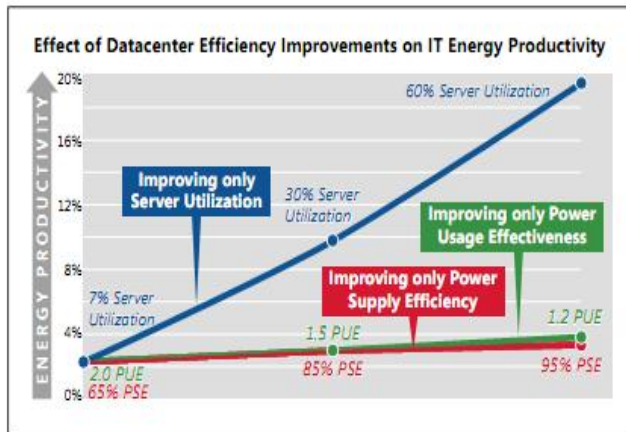 Effect of Datacenter Efficiency Improvements on IT Energy Productivity
ENERGY PRODUCTIVITY
20%
16%
12%
8%
4%
0%
60% Server Utilization
Improving only
Server Utilization
30% Server
Utilization
Improving only Power
Usage Effectiveness
Improving only Power
Supply Efficiency
7% Server
Utilization
2.0 PUE
65% PSE
1.5 PUE
85% PSE
1.2 PUE
95% PSE